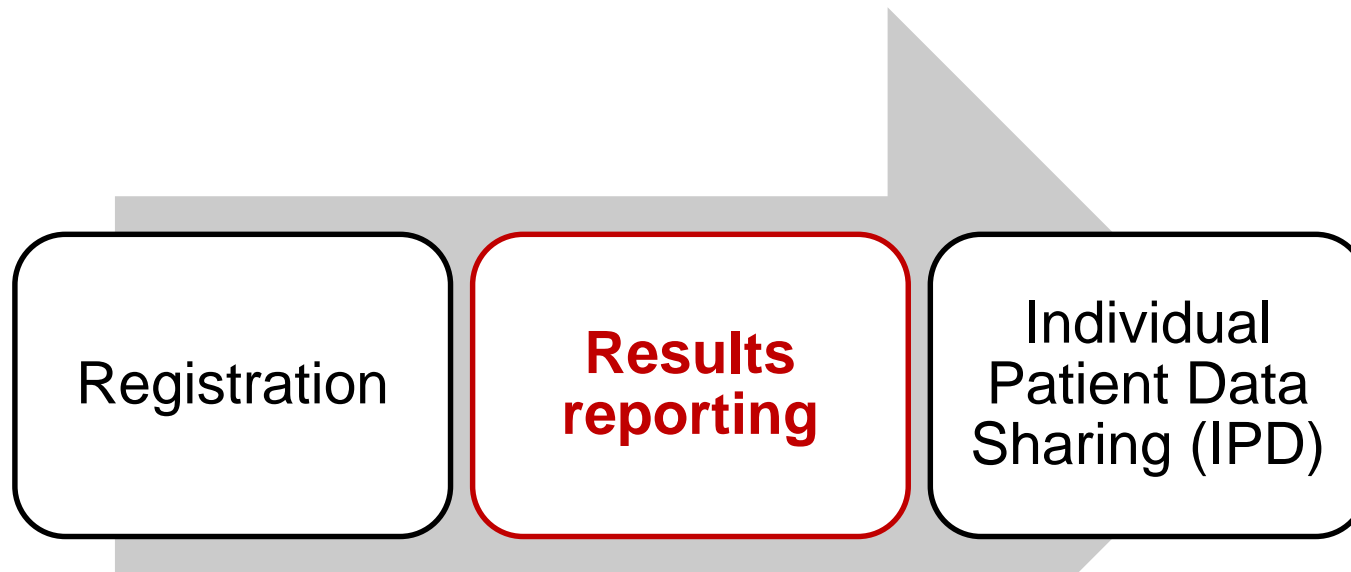 Registration
Results
reporting
Individual
Patient Data
Sharing (IPD)